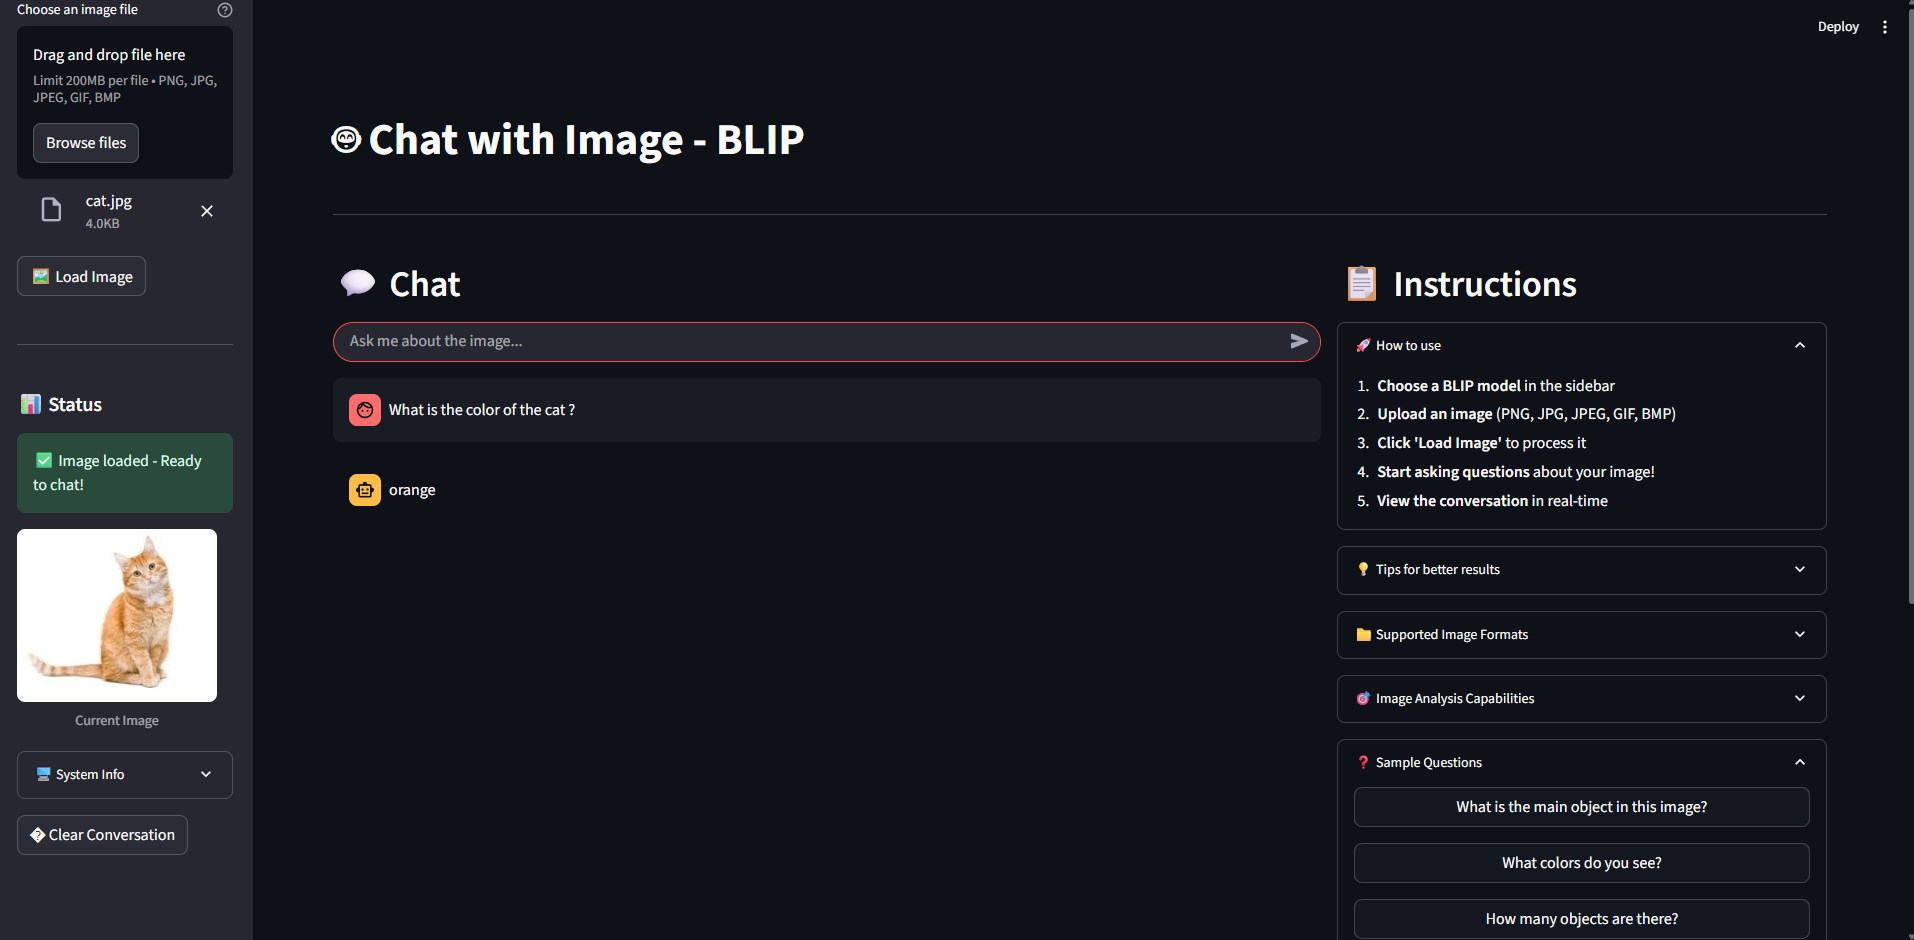 Choose an image file
Drag and drop file here
Limit 200MB per file • PNG, JPG,
JPEG, GIF, BMP
Browse files
cat.jpg
4.0KB
Load Image
Status
Image loaded - Ready
to chat!
Current Image
System Info
Clear Conversation
Deploy
Chat with Image - BLIP
Chat
Ask me about the image...
What is the color of the cat ?
orange
Instructions
How to use
1. Choose a BLIP model in the sidebar
2. Upload an image (PNG, JPG, JPEG, GIF, BMP)
3. Click 'Load Image' to process it
4. Start asking questions about your image!
5. View the conversation in real-time
Tips for better results
Supported Image Formats
Image Analysis Capabilities
Sample Questions
What is the main object in this image?
What colors do you see?
How many objects are there?